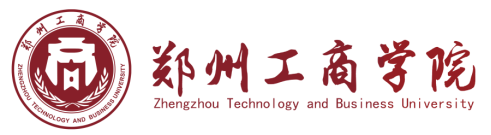 郑州工商学院
ZHENGZHOU TECHNOLOGY AND BUSINESS UNIVERSITY
郑州工商学院
Zhengzhou Technology and Business University